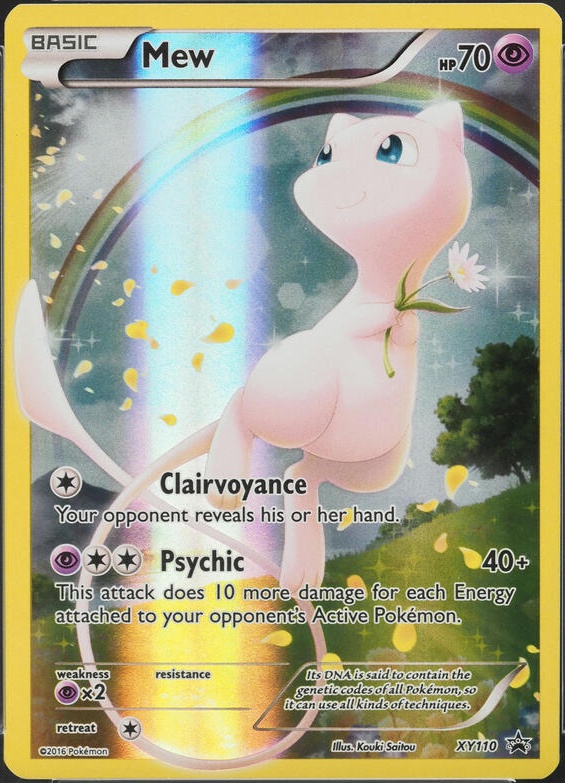 BASIC
Mew
HP70
Clairvoyance
Your opponent reveals his or her hand.
Psychic 40+
This attack does 10 more damage for each Energy
attached to your opponent's Active Pokémon.
weakness resistance
×2
Its DNA is said to contain the
genetic codes of all Pokémon, so
it can use all kinds of techniques.
retreat
©2016 Pokémon Illus. Kouki Saitou XY110
PROMO